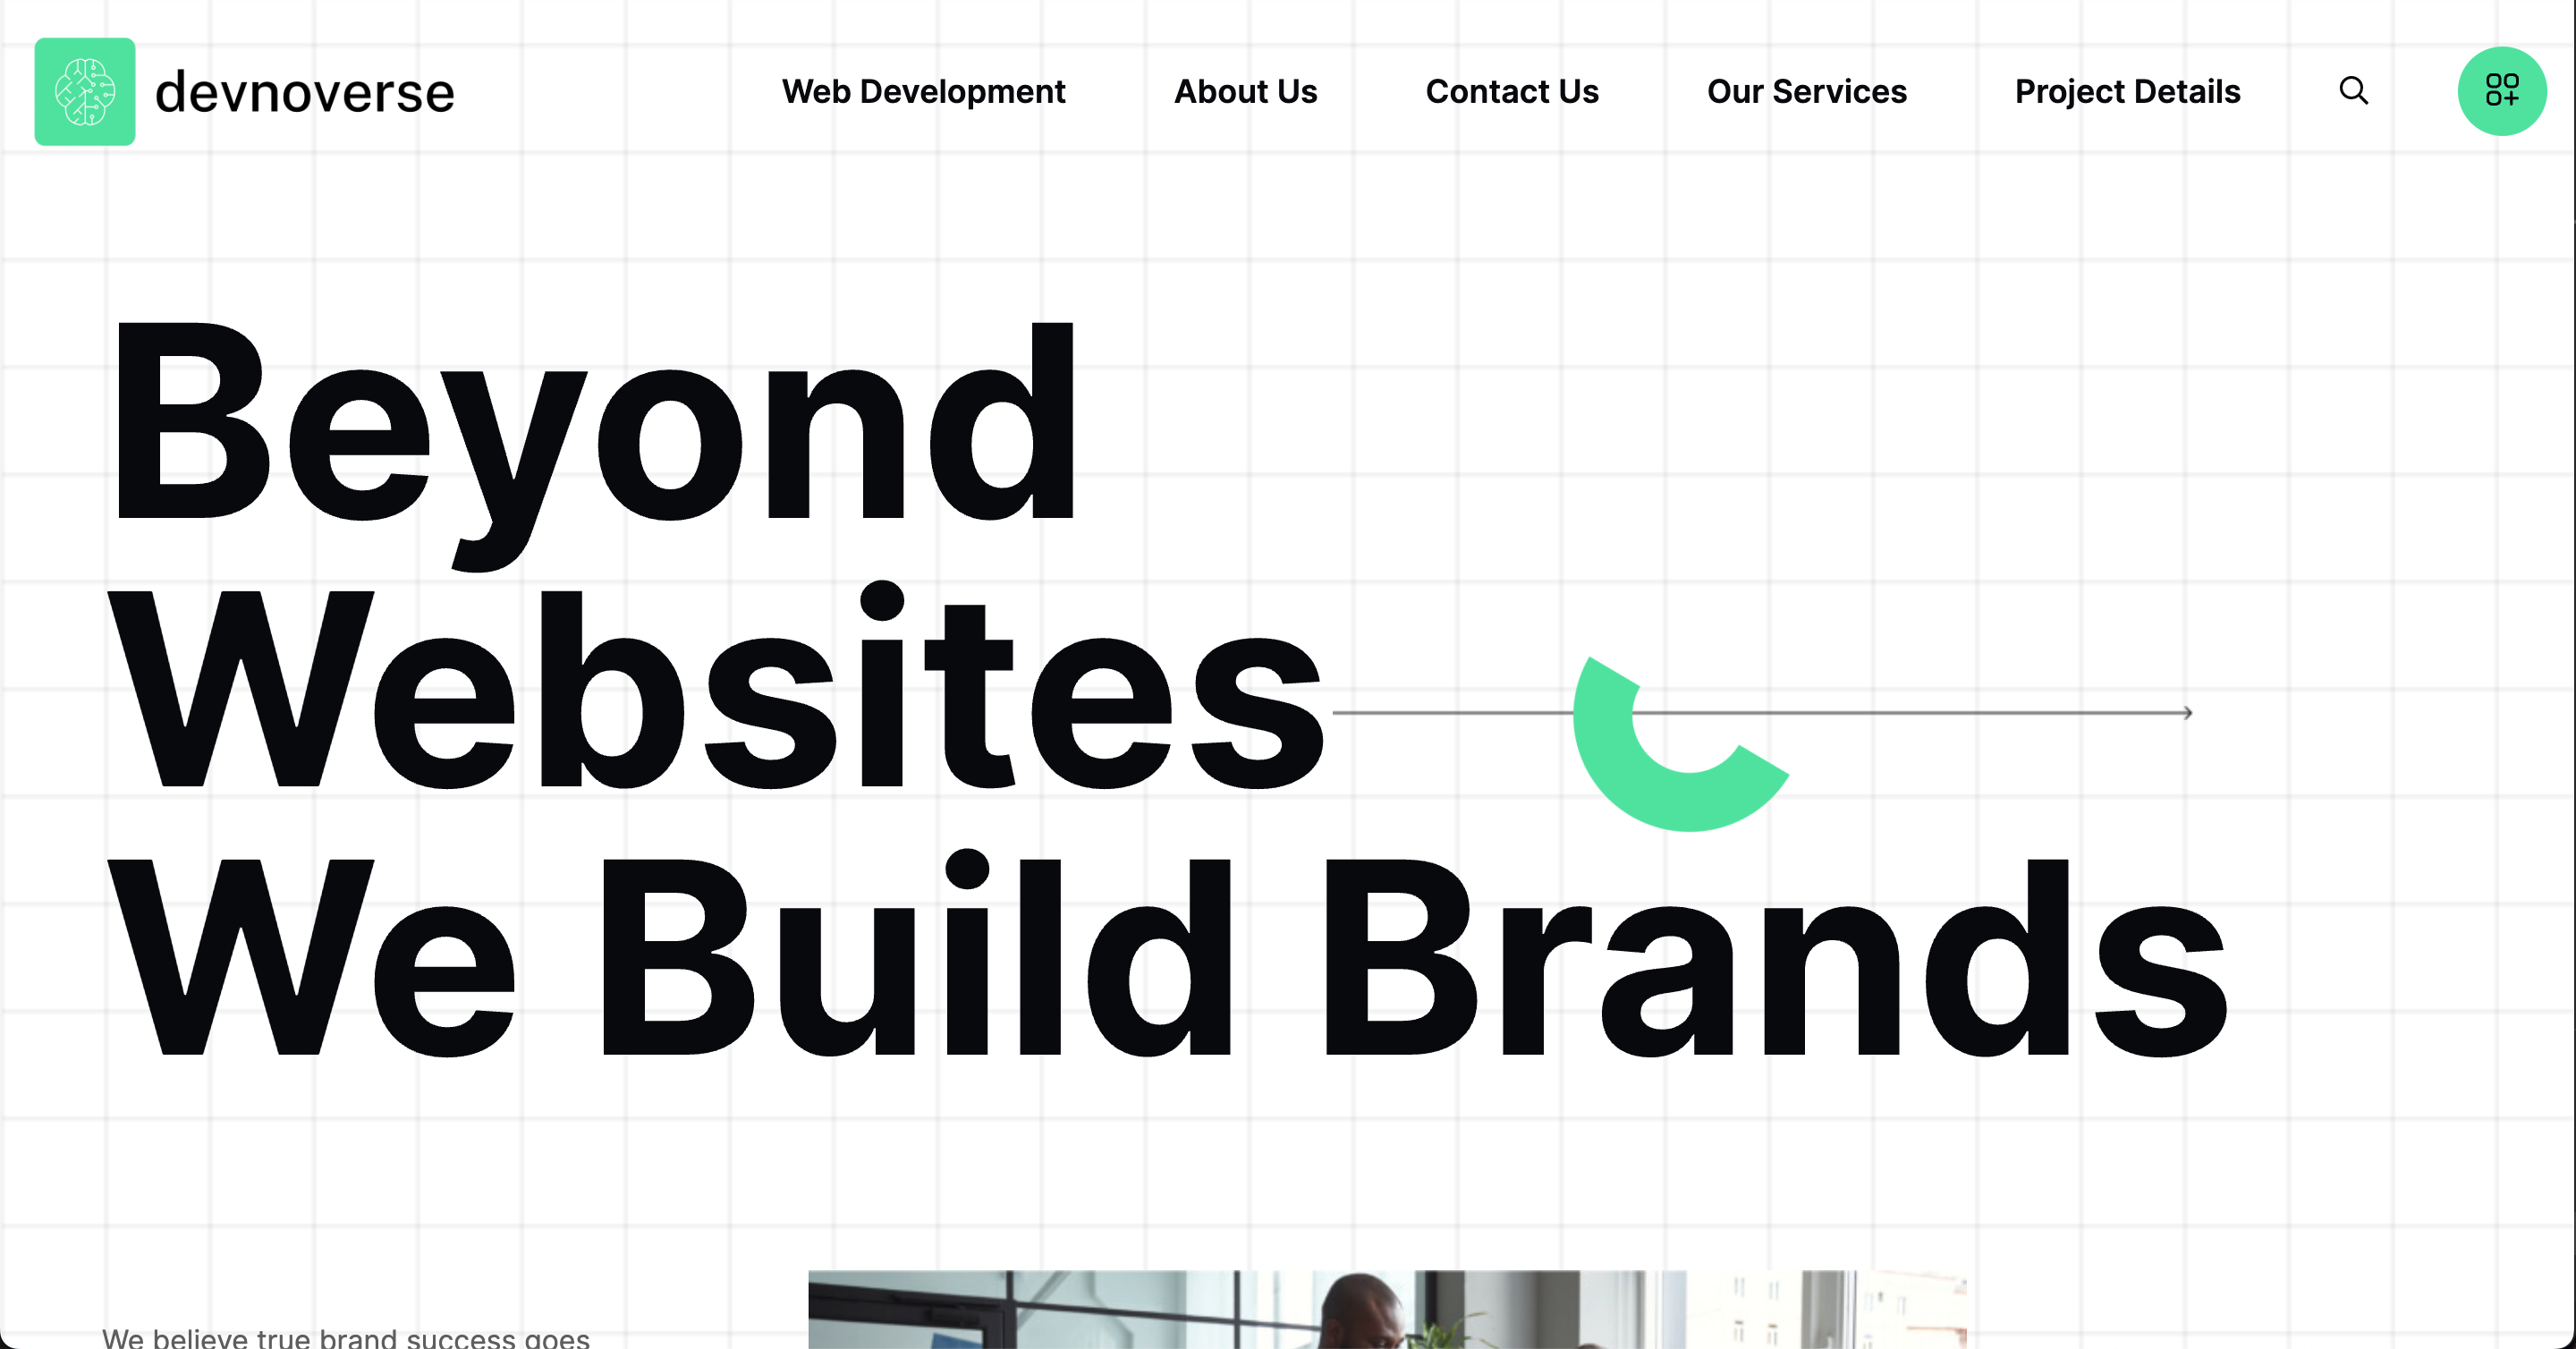 devnoverse
Web Development
About Us
Contact Us
Our Services
Project Details
Beyond
Websites
We Build Brands
We believe true brand success goes